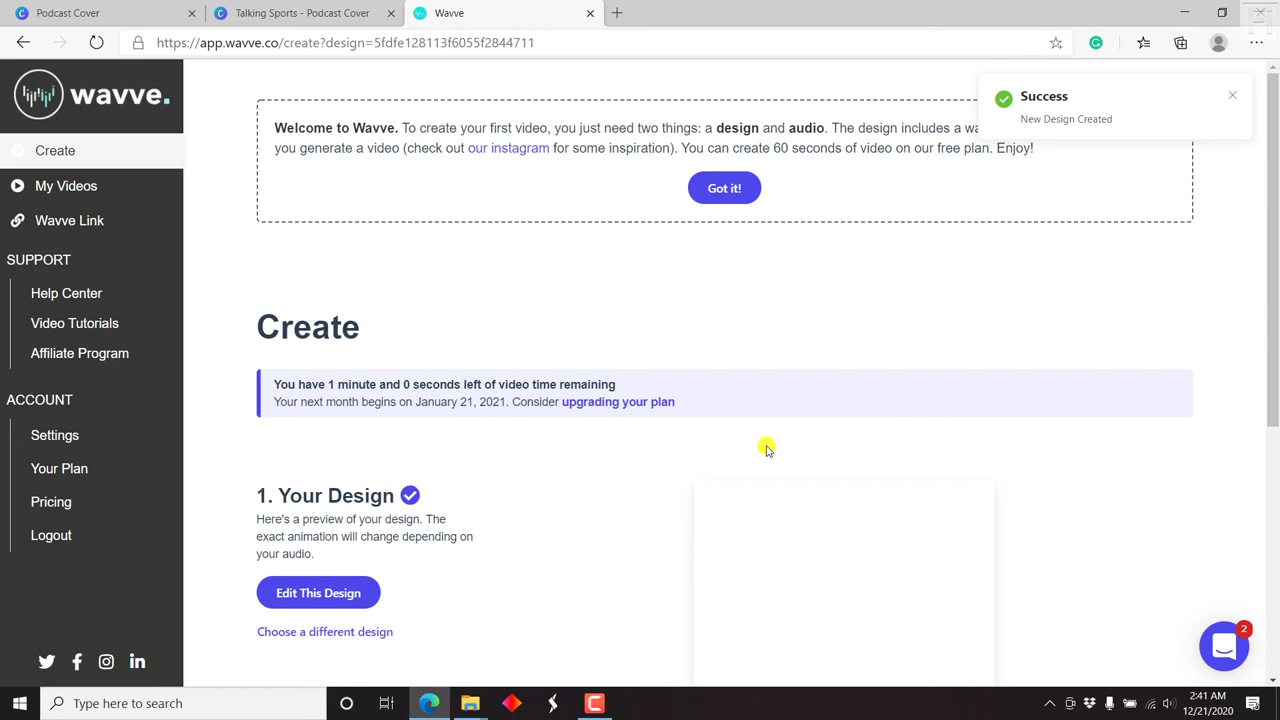 Podcast Cover
Talking Sports - Podcast Cover
Wavve
https://app.wavve.co/create?design=5fdfe128113f6055f2844711
wavve.
Create
My Videos
Wavve Link
SUPPORT
Help Center
Video Tutorials
Affiliate Program
ACCOUNT
Settings
Your Plan
Pricing
Logout
Success
New Design Created
Welcome to Wavve. To create your first video, you just need two things: a design and audio. The design includes a wa
you generate a video (check out our instagram for some inspiration). You can create 60 seconds of video on our free plan. Enjoy!
Got it!
Create
You have 1 minute and 0 seconds left of video time remaining
Your next month begins on January 21, 2021. Consider upgrading your plan
1. Your Design
Here's a preview of your design. The
exact animation will change depending on
your audio.
Edit This Design
Choose a different design
2
Type here to search
2:41 AM
12/21/2020